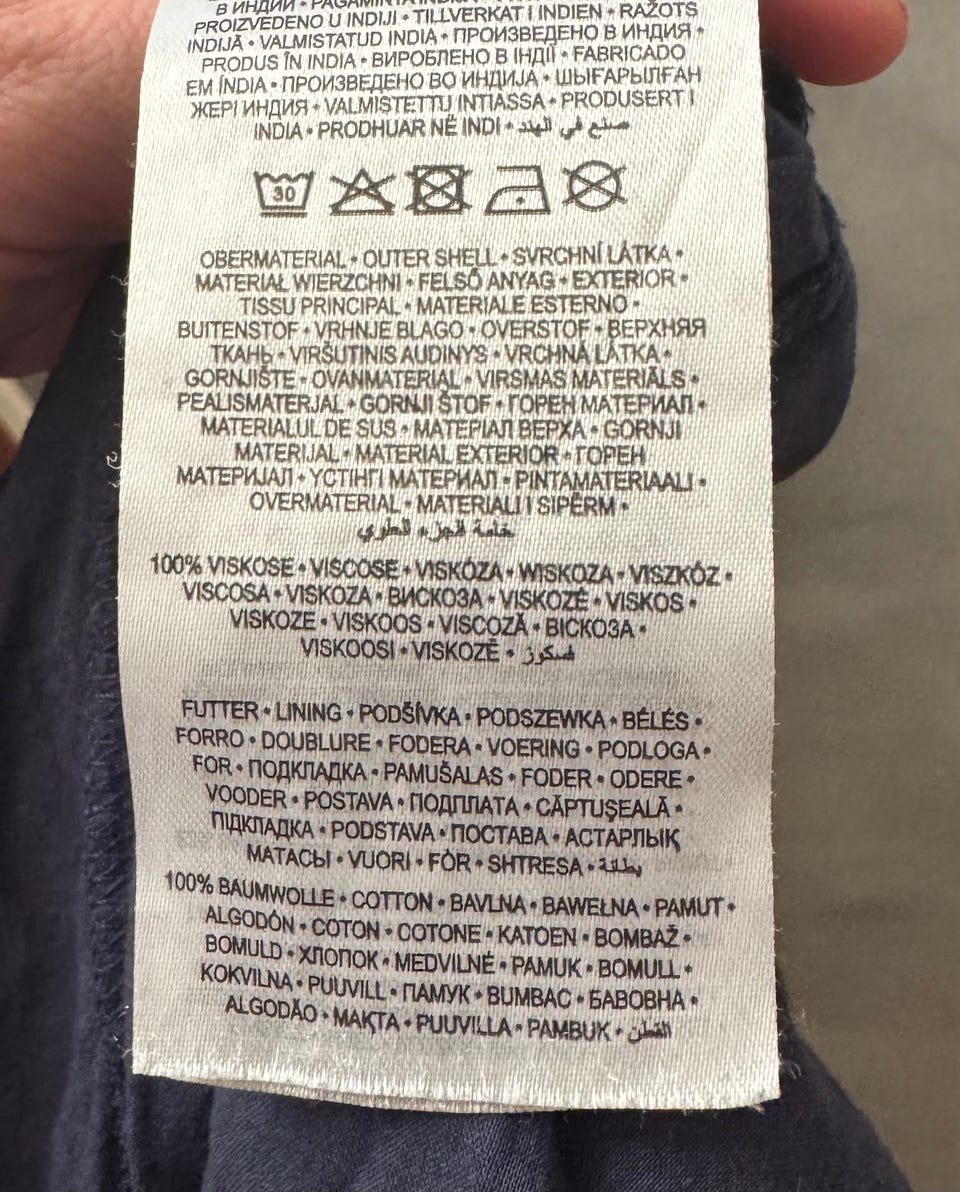 В ИНДИИ • PAGAMINTA
PROIZVEDENO U INDIJI • TILLVERKAT I INDIEN • RAŽOTS
INDIJĀ • VALMISTATUD INDIA • ПРОИЗВЕДЕНО В ИНДИЯ •
PRODUS ÎN INDIA • ВИРОБЛЕНО В ІНДІЇ • FABRICADO
EM ÍNDIA • ПРОИЗВЕДЕНО ВО ИНДИЈА • ШЫҒАРЫЛҒАН
ЖЕРІ ИНДИЯ • VALMISTETTU INTIASSA • PRODUSERT I
INDIA • PRODHUAR NË INDI • صنع في الهند
30
OBERMATERIAL • OUTER SHELL • SVRCHNÍ LÁTKA •
MATERIAŁ WIERZCHNI • FELSŐ ANYAG • EXTERIOR •
TISSU PRINCIPAL • MATERIALE ESTERNO •
BUITENSTOF • VRHNJE BLAGO • OVERSTOF • ВЕРХНЯЯ
ТКАНЬ • VIRŠUTINIS AUDINYS • VRCHNÁ LÁTKA •
GORNJIŠTE • OVANMATERIAL • VIRSMAS MATERIĀLS •
PEALISMATERJAL • GORNJI ŠTOF • ГОРЕН МАТЕРИАЛ •
MATERIALUL DE SUS • МАТЕРІАЛ ВЕРХА • GORNJI
MATERIJAL • MATERIAL EXTERIOR • ГОРЕН
МАТЕРИЈАЛ • ҮСТІНГІ МАТЕРИАЛ • PINTAMATERIAALI •
OVERMATERIAL • MATERIALI I SIPËRM •
خامة الجزء العلوي
100% VISKOSE • VISCOSE • VISKÓZA • WISKOZA • VISZKÓZ •
VISCOSA • VISKOZA • ВИСКОЗА • VISKOZĖ • VISKOS •
VISKOZE • VISKOOS • VISCOZĂ • ВІСКОЗА •
VISKOOSI • VISKOZË • فسكوز
FUTTER • LINING • PODŠÍVKA • PODSZEWKA • BÉLÉS •
FORRO • DOUBLURE • FODERA • VOERING • PODLOGA •
FOR • ПОДКЛАДКА • PAMUŠALAS • FODER • ODERE •
VOODER • POSTAVA • ПОДПЛАТА • CĂPTUŞEALĂ •
ПІДКЛАДКА • PODSTAVA • ПОСТАВА • АСТАРЛЫҚ
МАТАСЫ • VUORI • FÒR • SHTRESA • بطانة
100% BAUMWOLLE • COTTON • BAVLNA • BAWEŁNA • PAMUT •
ALGODÓN • COTON • COTONE • KATOEN • BOMBAŽ •
BOMULD • ХЛОПОК • MEDVILNĖ • PAMUK • BOMULL •
KOKVILNA • PUUVILL • ПАМУК • BUMBAC • БАВОВНА •
ALGODÃO • МАҚТА • PUUVILLA • PAMBUK • القطن